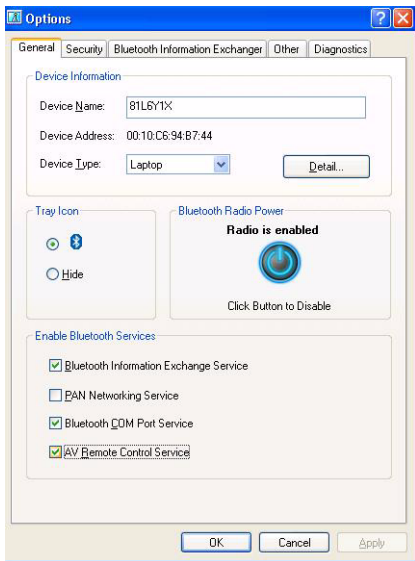 Options
General Security Bluetooth Information Exchanger Other Diagnostics
Device Information
Device Name: 81L6Y1X
Device Address: 00:10:C6:94:B7:44
Device Type: Laptop Detail...
Tray Icon
Hide
Bluetooth Radio Power
Radio is enabled
Click Button to Disable
Enable Bluetooth Services
Bluetooth Information Exchange Service
PAN Networking Service
Bluetooth COM Port Service
AV Remote Control Service
OK Cancel Apply